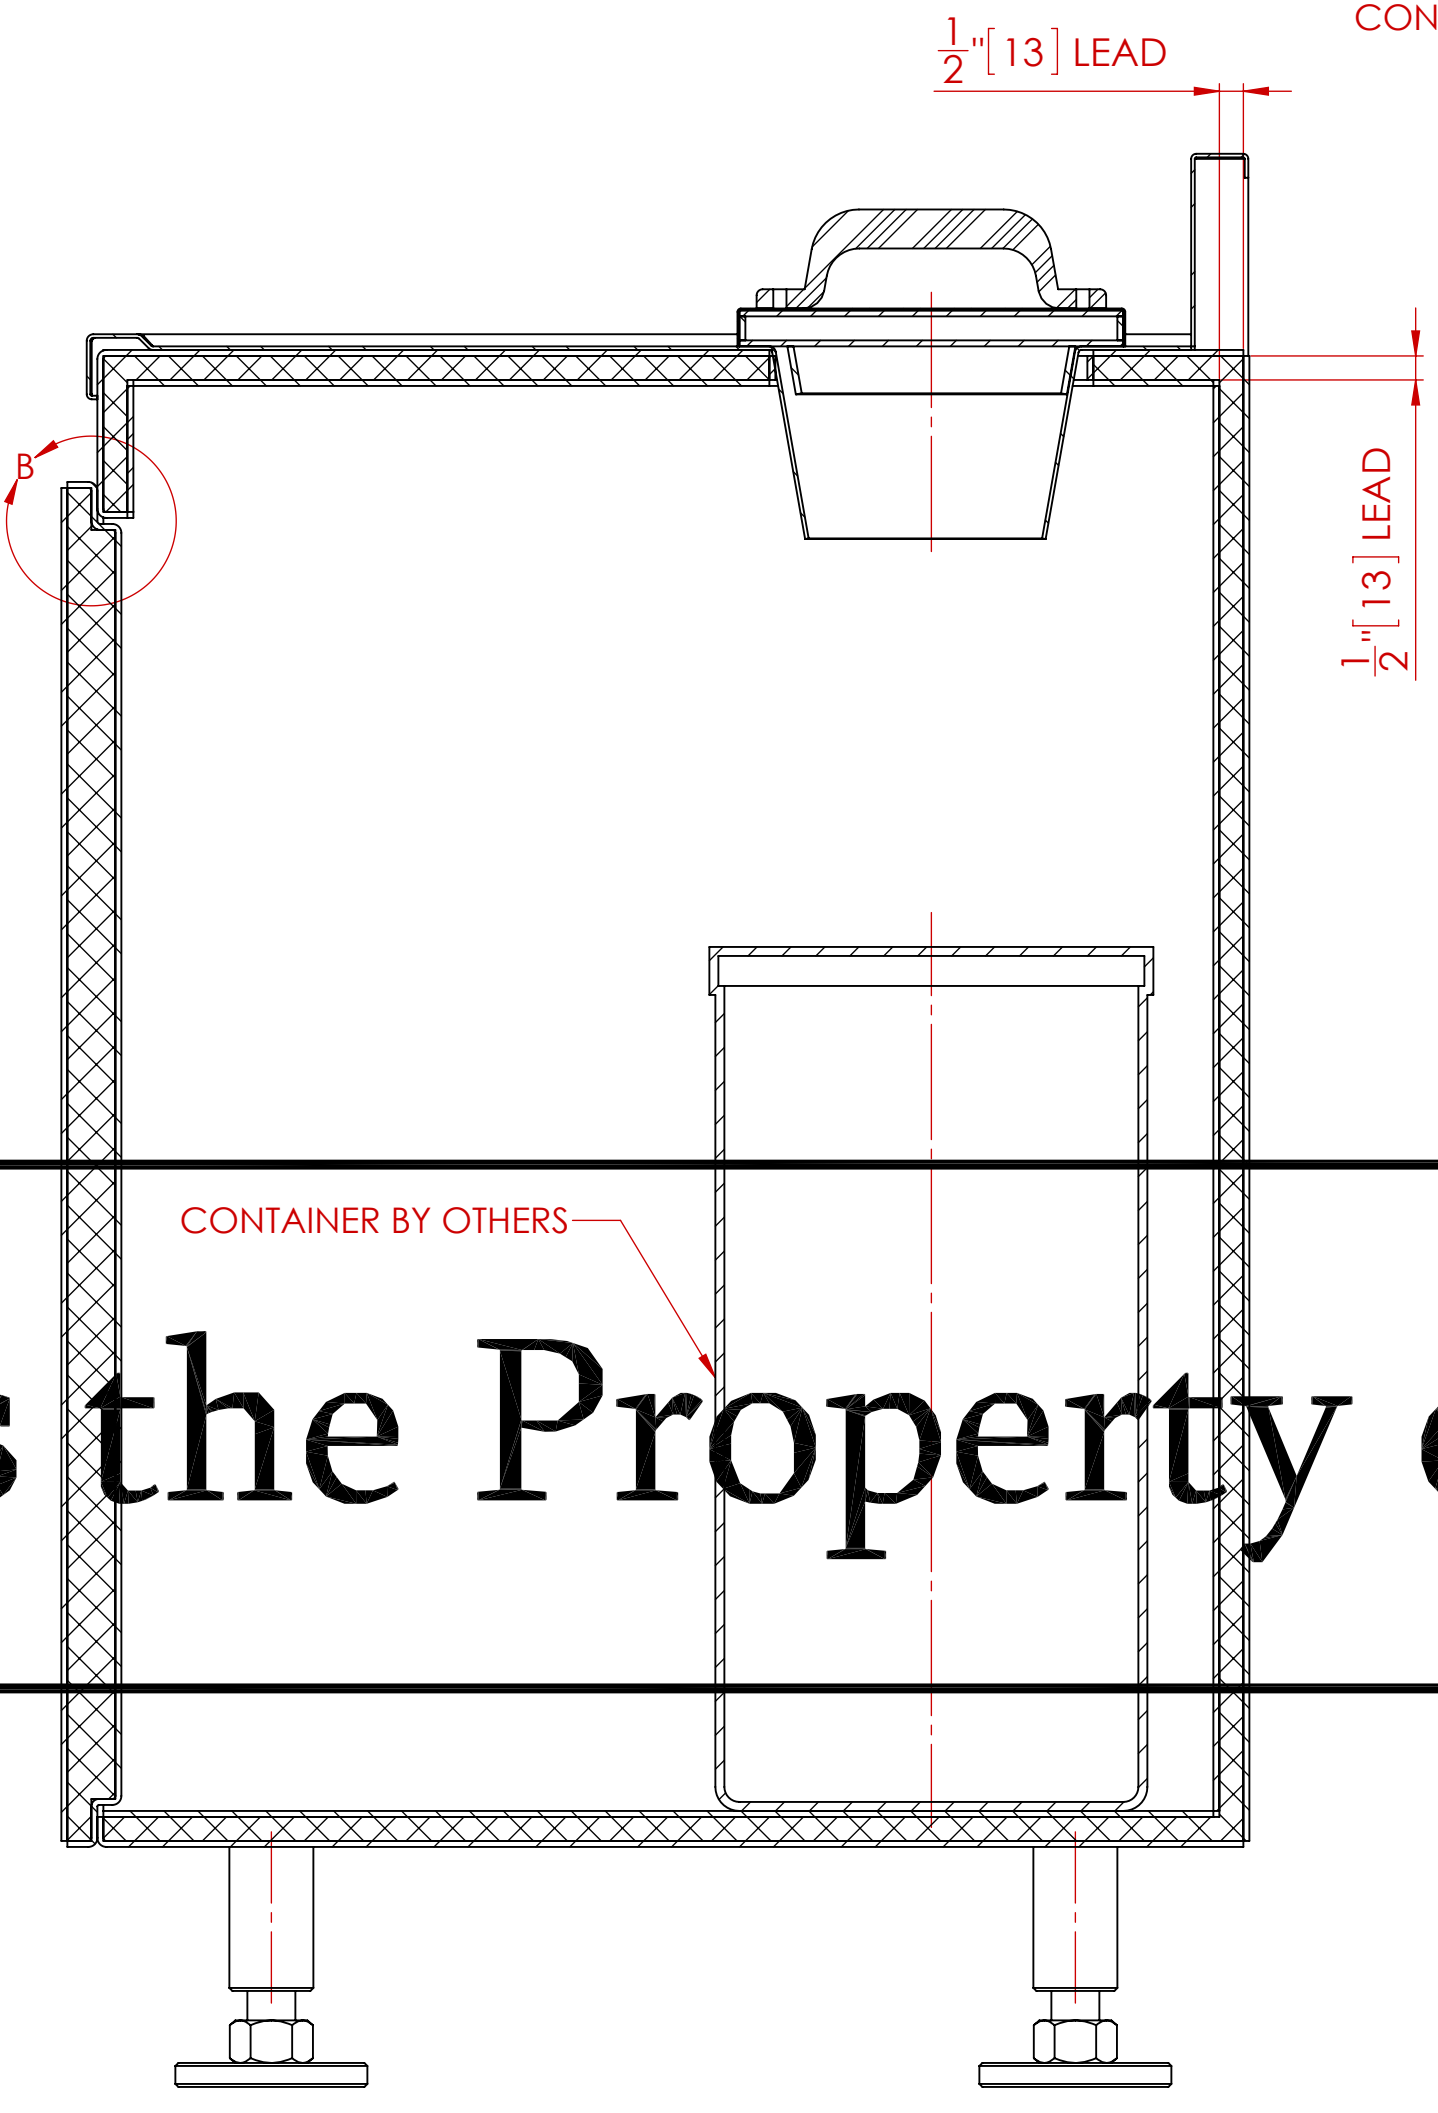 CON
1/2"[13] LEAD
B
1/2"[13] LEAD
CONTAINER BY OTHERS
s the Property